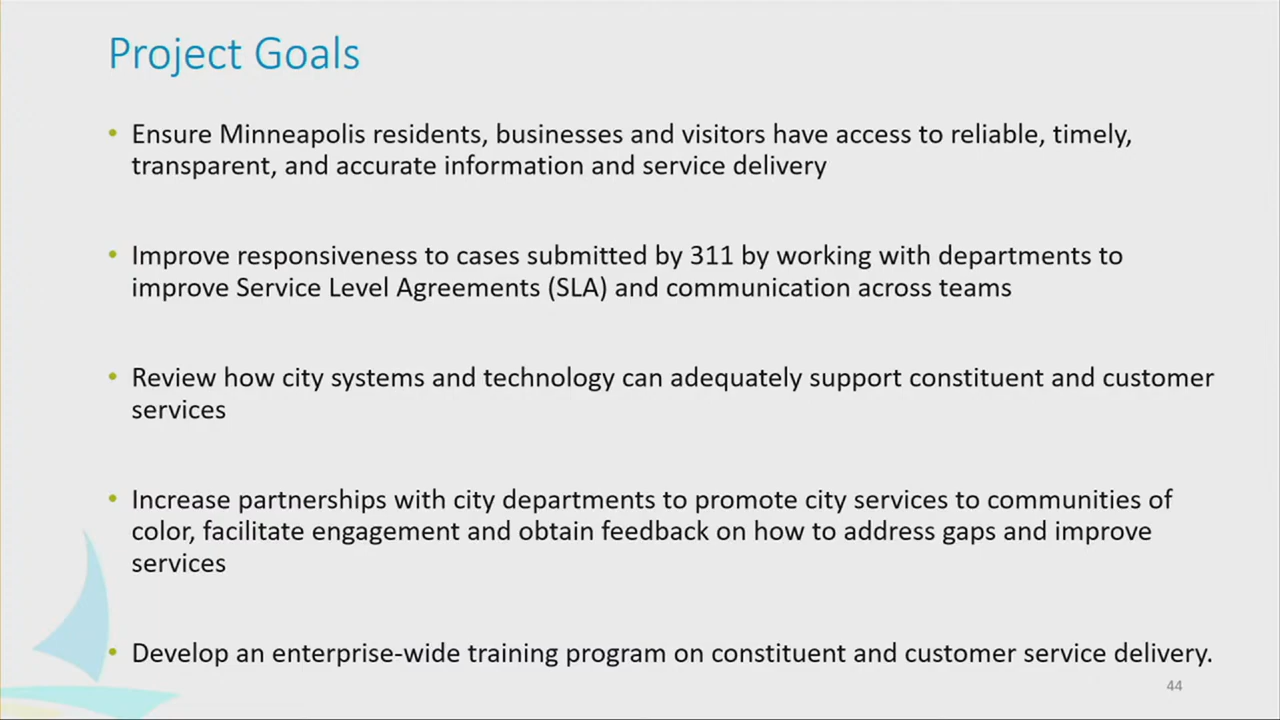 Project Goals
• Ensure Minneapolis residents, businesses and visitors have access to reliable, timely,
transparent, and accurate information and service delivery
• Improve responsiveness to cases submitted by 311 by working with departments to
improve Service Level Agreements (SLA) and communication across teams
• Review how city systems and technology can adequately support constituent and customer
services
• Increase partnerships with city departments to promote city services to communities of
color, facilitate engagement and obtain feedback on how to address gaps and improve
services
• Develop an enterprise-wide training program on constituent and customer service delivery.
44